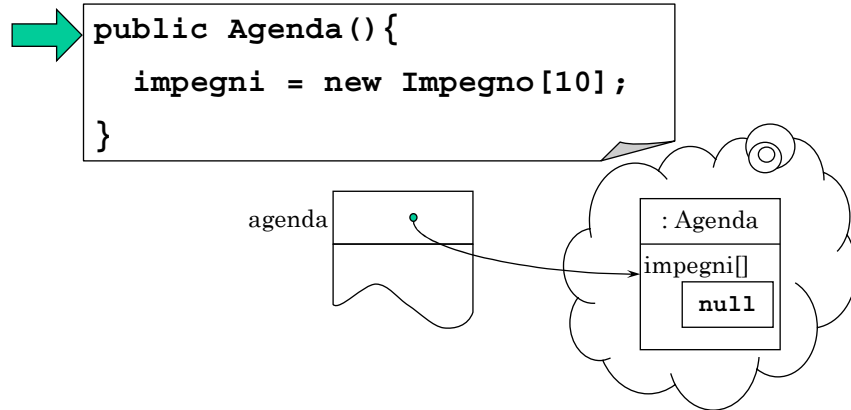 public Agenda(){
impegni = new Impegno[10];
}
agenda
: Agenda
impegni[]
null